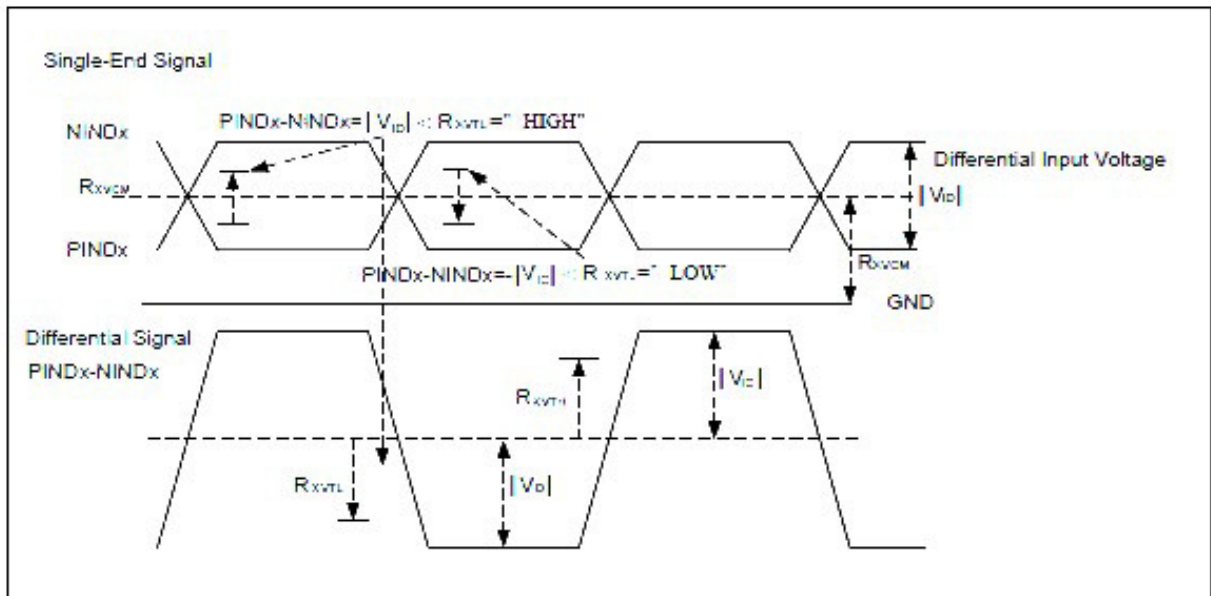 Single-End Signal
PINDx-NINDx=|VID| < RXVTL=" HIGH"
NINDx
Differential Input Voltage
RXVCM
|VID|
PINDx
PINDx-NINDx=-|VID| < RXVTL=" LOW"
RXVCM
GND
Differential Signal
PINDx-NINDx
|VID|
RXVTH
RXVTL
|VD|